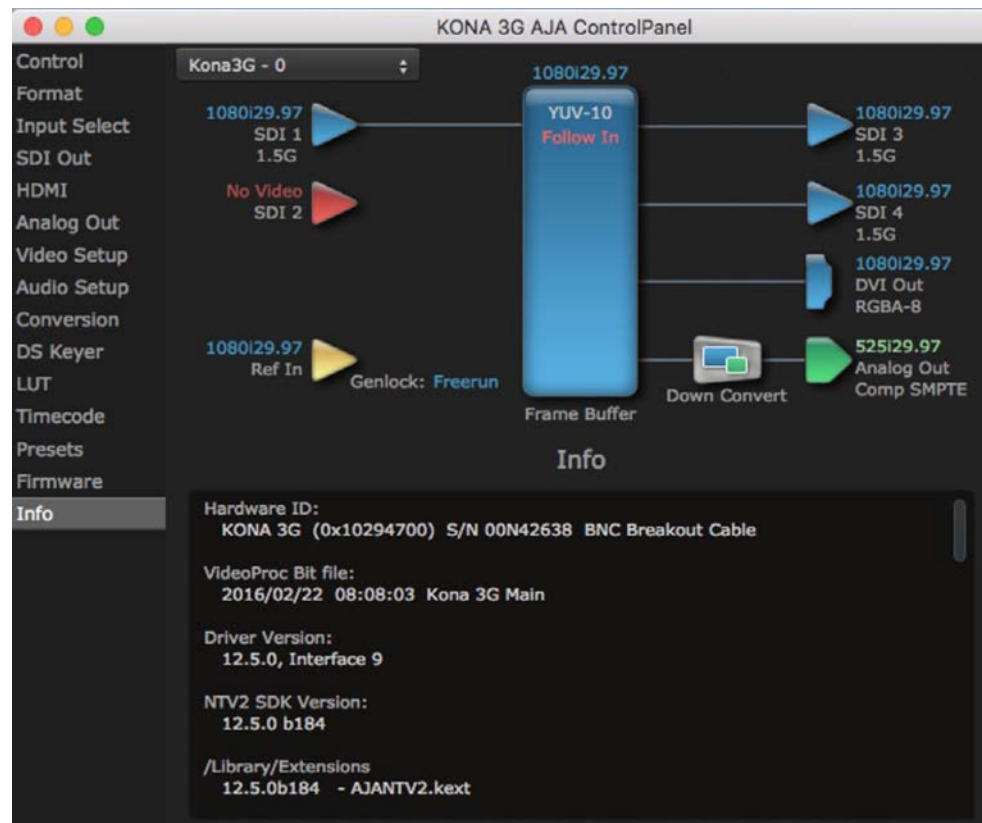 KONA 3G AJA ControlPanel
Control
Format
Input Select
SDI Out
HDMI
Analog Out
Video Setup
Audio Setup
Conversion
DS Keyer
LUT
Timecode
Presets
Firmware
Info
Kona3G - 0
1080i29.97
SDI 1
1.5G
No Video
SDI 2
1080i29.97
Ref In
Genlock: Freerun
1080i29.97
YUV-10
Follow In
Frame Buffer
Down Convert
1080i29.97
SDI 3
1.5G
1080i29.97
SDI 4
1.5G
1080i29.97
DVI Out
RGBA-8
525i29.97
Analog Out
Comp SMPTE
Info
Hardware ID:
KONA 3G (0x10294700) S/N 00N42638 BNC Breakout Cable
VideoProc Bit file:
2016/02/22 08:08:03 Kona 3G Main
Driver Version:
12.5.0, Interface 9
NTV2 SDK Version:
12.5.0 b184
/Library/Extensions
12.5.0b184 - AJANTV2.kext